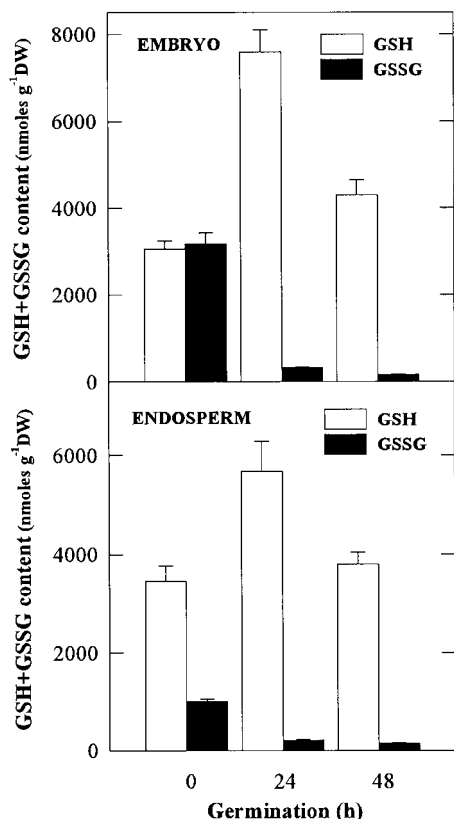 EMBRYO
GSH
GSSG
GSH+GSSG content (nmoles g⁻¹DW)
8000
6000
4000
2000
0
ENDOSPERM
GSH
GSSG
GSH+GSSG content (nmoles g⁻¹DW)
6000
4000
2000
0
0 24 48
Germination (h)